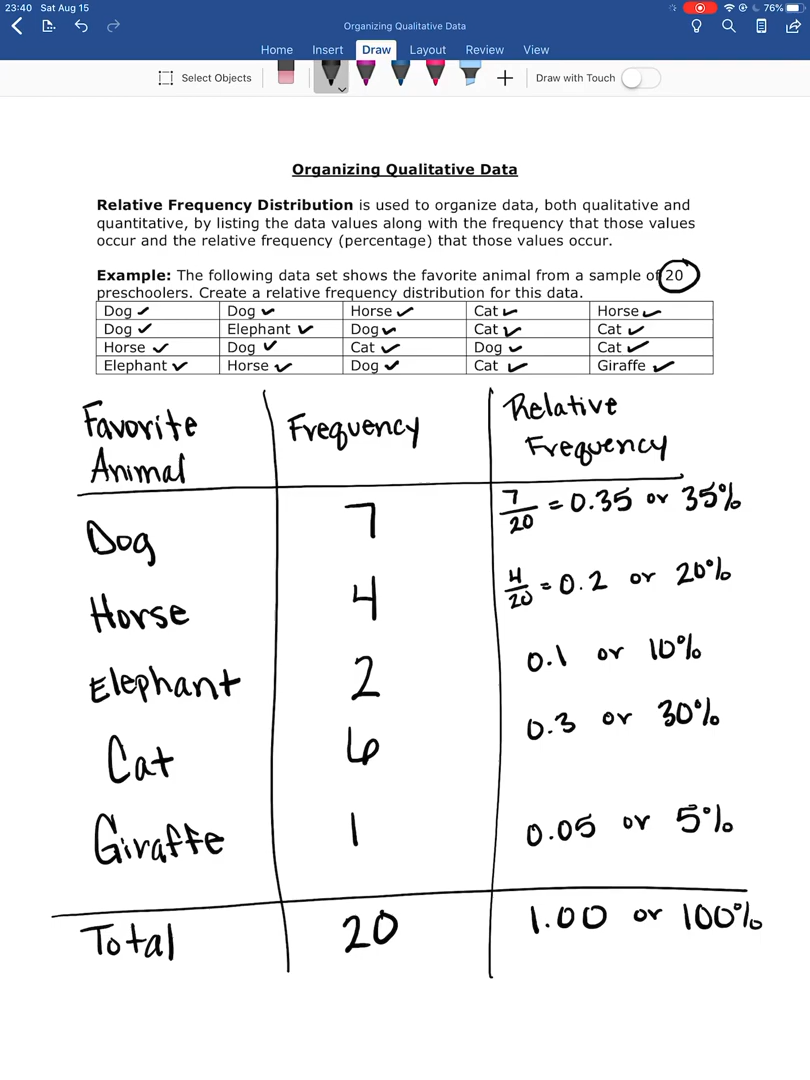 23:40 Sat Aug 15 76%
Organizing Qualitative Data
Home Insert Draw Layout Review View
Select Objects Draw with Touch
Organizing Qualitative Data
Relative Frequency Distribution is used to organize data, both qualitative and
quantitative, by listing the data values along with the frequency that those values
occur and the relative frequency (percentage) that those values occur.
Example: The following data set shows the favorite animal from a sample of 20
preschoolers. Create a relative frequency distribution for this data.
Dog Dog Horse Cat Horse
Dog Elephant Dog Cat Cat
Horse Dog Cat Dog Cat
Elephant Horse Dog Cat Giraffe
Favorite Animal Frequency Relative Frequency
Dog 7 7/20 = 0.35 or 35%
Horse 4 4/20 = 0.2 or 20%
Elephant 2 0.1 or 10%
Cat 6 0.3 or 30%
Giraffe 1 0.05 or 5%
Total 20 1.00 or 100%